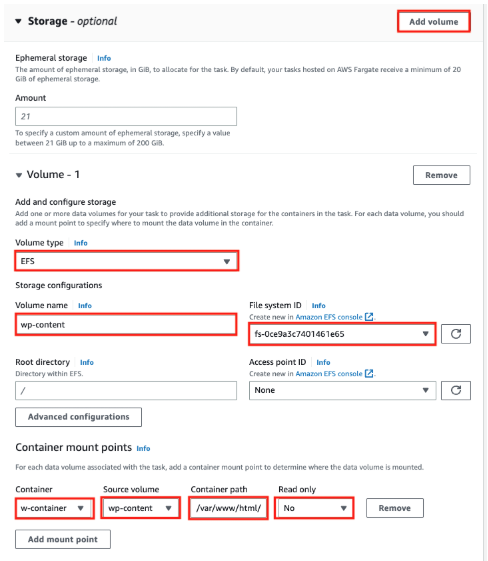 Storage - optional
Add volume
Ephemeral storage Info
The amount of ephemeral storage, in GiB, to allocate for the task. By default, your tasks hosted on AWS Fargate receive a minimum of 20
GiB of ephemeral storage.
Amount
21
To specify a custom amount of ephemeral storage, specify a value
between 21 GiB up to a maximum of 200 GiB.
Volume - 1
Remove
Add and configure storage
Add one or more data volumes for your task to provide additional storage for the containers in the task. For each data volume, you should
add a mount point to specify where to mount the data volume in the container.
Volume type Info
EFS
Storage configurations
Volume name Info
wp-content
File system ID Info
Create new in Amazon EFS console
fs-0ce9a3c7401461e65
Root directory Info
Directory within EFS.
/
Access point ID Info
Create new in Amazon EFS console
None
Advanced configurations
Container mount points Info
For each data volume associated with the task, add a container mount point to determine where the data volume is mounted.
Container Source volume Container path Read only
w-container wp-content /var/www/html/ No Remove
Add mount point